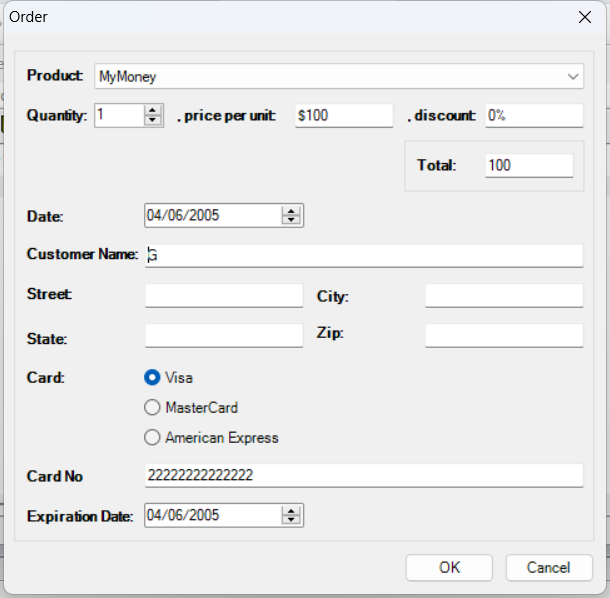 Order
Product: MyMoney
Quantity: 1 , price per unit: $100 , discount: 0%
Total: 100
Date: 04/06/2005
Customer Name: G
Street: City:
State: Zip:
Card: Visa
MasterCard
American Express
Card No 22222222222222
Expiration Date: 04/06/2005
OK Cancel